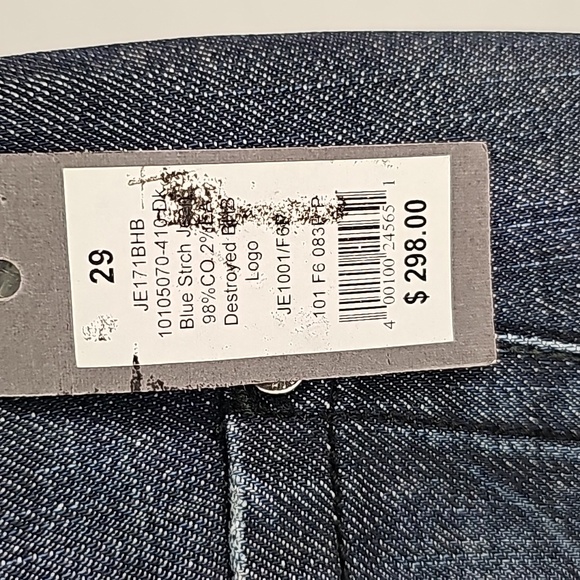 29
JE171BHB
10105070-410-Dk
Blue Strch
98%CO.2%
Destroyed
Logo
JE1001/F6
101 F6 083
4 00100 24565 1
$ 298.00